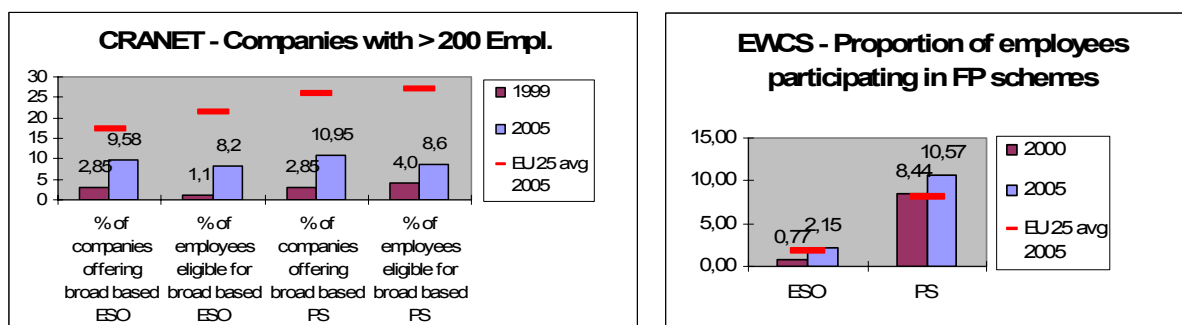 CRANET - Companies with > 200 Empl.
30
25
20
15
10
5
0
2,85
9,58
1,1
8,2
2,85
10,95
4,0
8,6
% of
companies
offering
broad based
ESO
% of
employees
eligible for
broad based
ESO
% of
companies
offering
broad based
PS
% of
employees
eligible for
broad based
PS
1999
2005
EU 25 avg
2005
EWCS - Proportion of employees
participating in FP schemes
15,00
10,00
5,00
0,00
0,77
2,15
8,44
10,57
ESO
PS
2000
2005
EU 25 avg
2005